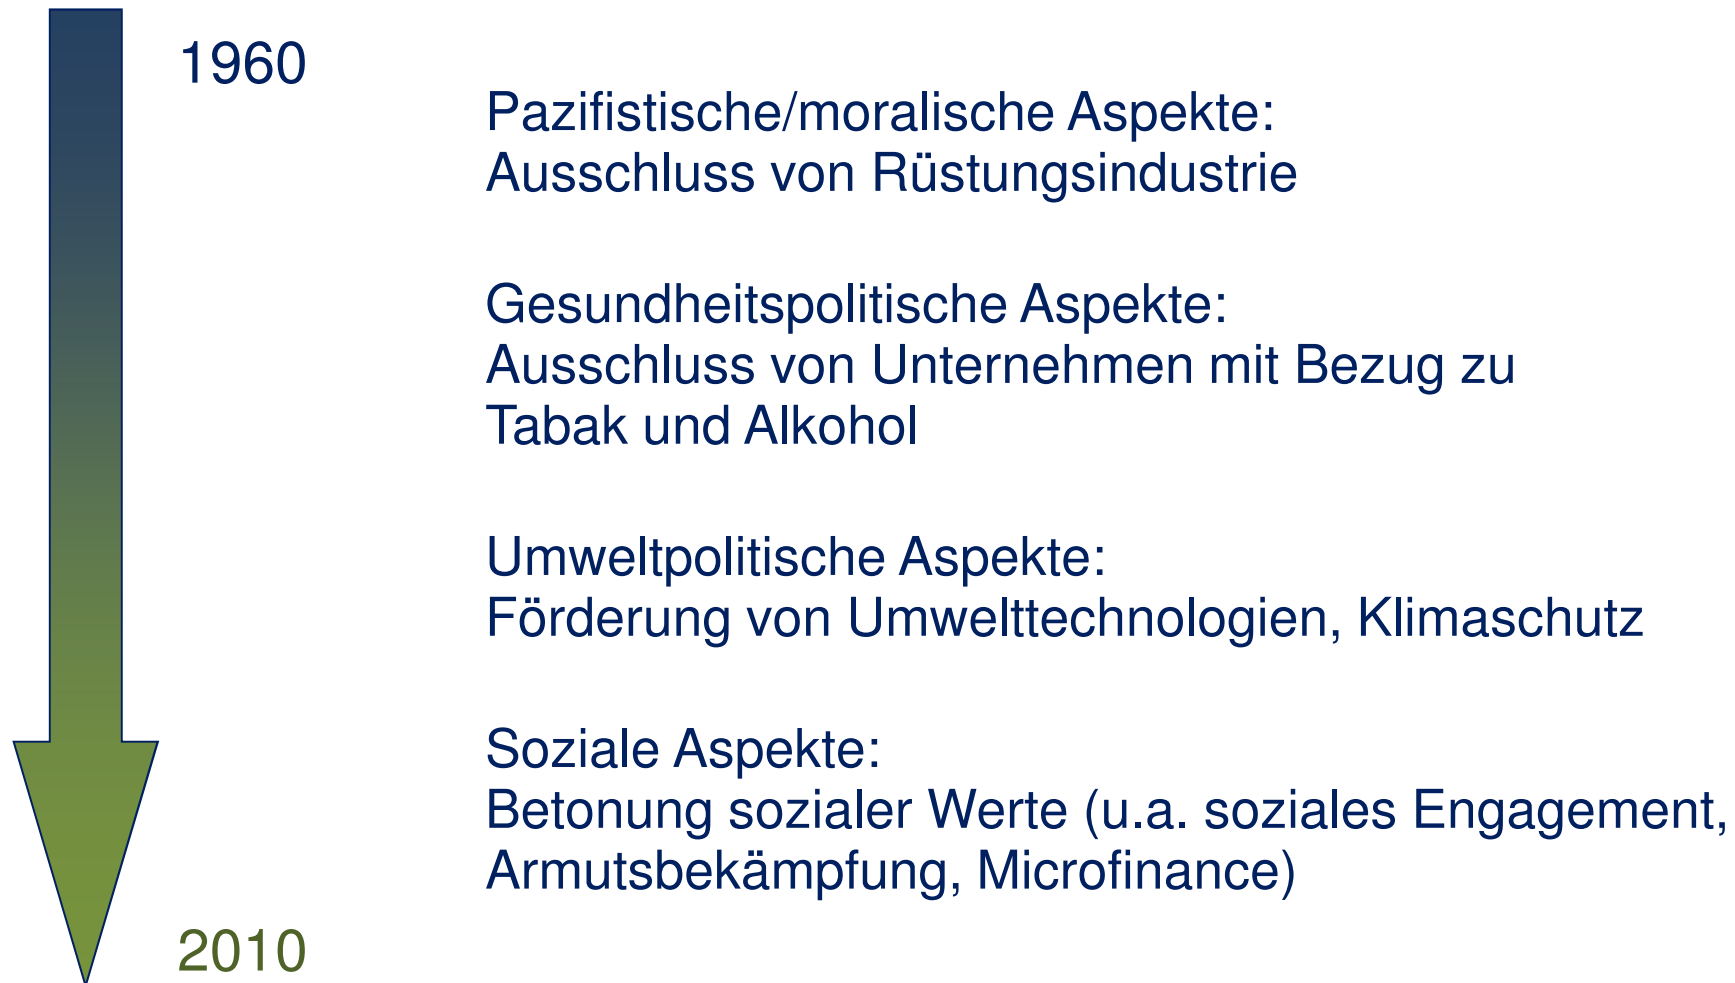 1960
Pazifistische/moralische Aspekte:
Ausschluss von Rüstungsindustrie
Gesundheitspolitische Aspekte:
Ausschluss von Unternehmen mit Bezug zu
Tabak und Alkohol
Umweltpolitische Aspekte:
Förderung von Umwelttechnologien, Klimaschutz
Soziale Aspekte:
Betonung sozialer Werte (u.a. soziales Engagement,
Armutsbekämpfung, Microfinance)
2010